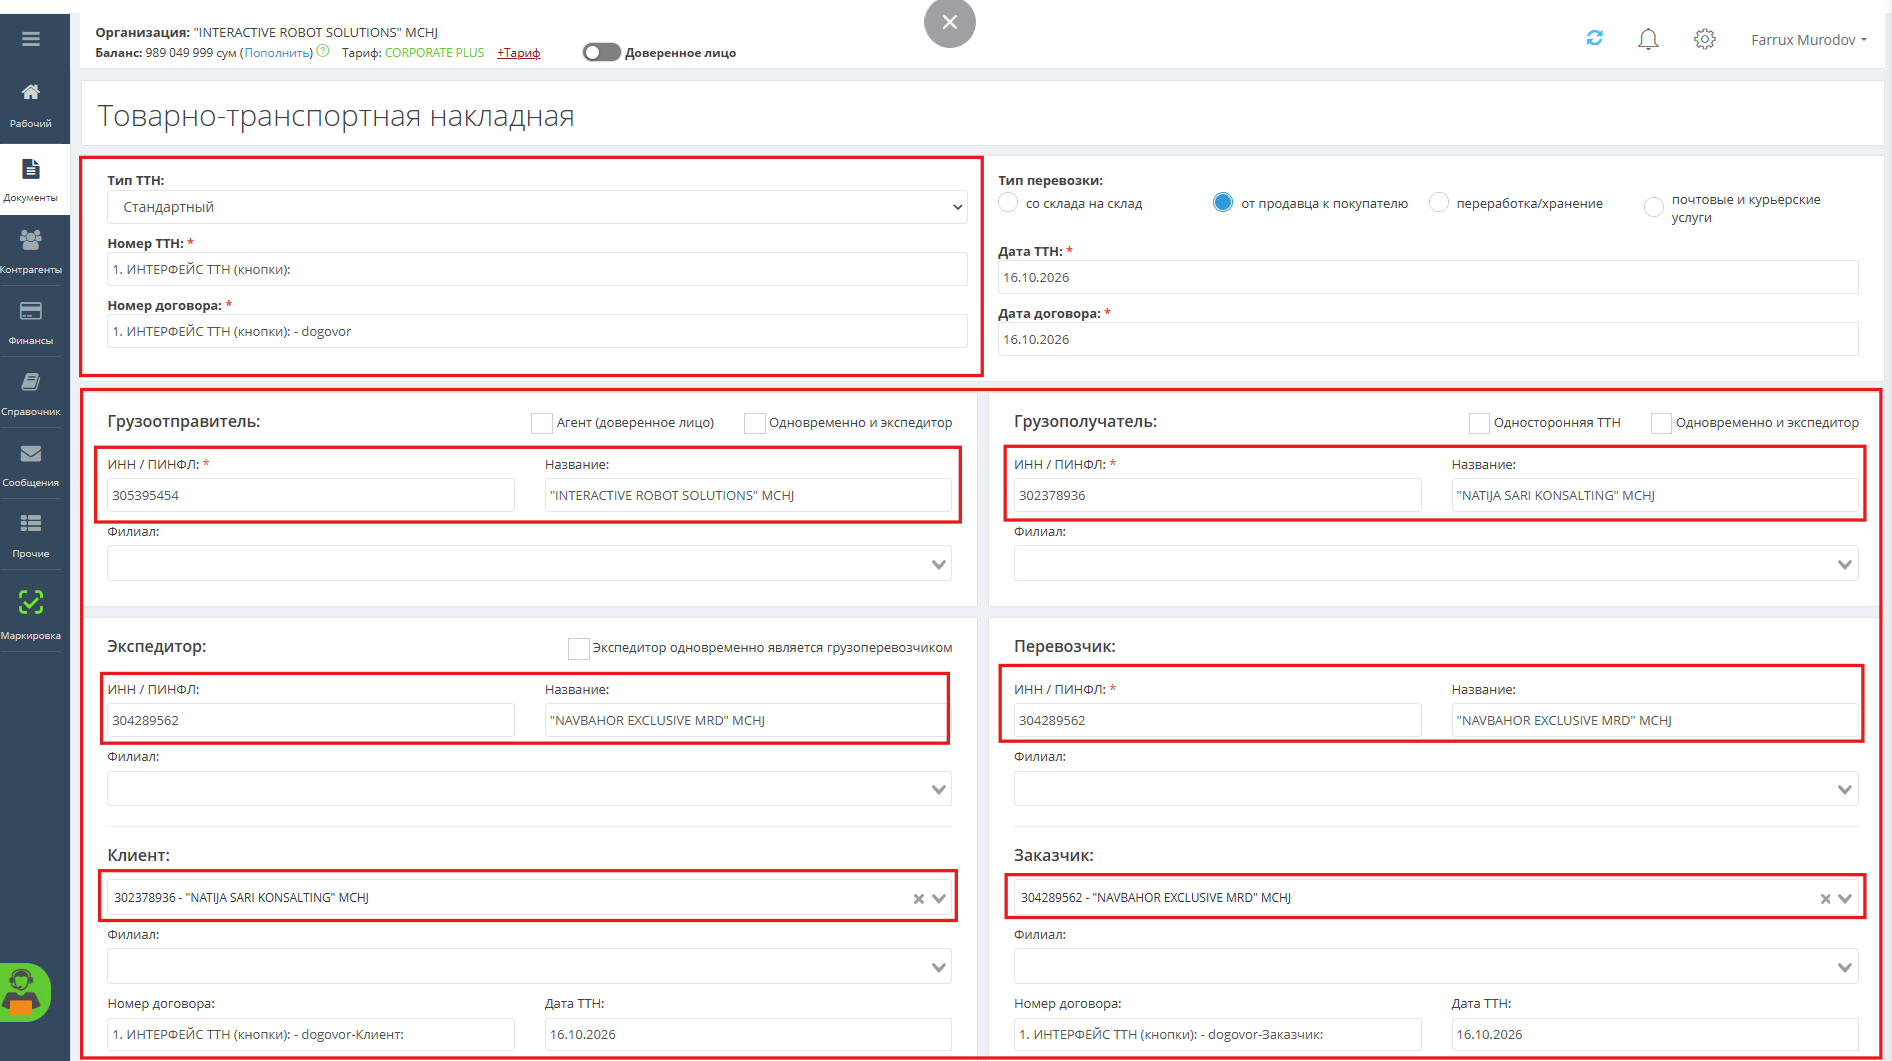 Организация: "INTERACTIVE ROBOT SOLUTIONS" MCHJ
Баланс: 989 049 999 сум (Пополнить) ? Тариф: CORPORATE PLUS +Тариф
Доверенное лицо
Farrux Murodov
Рабочий
Документы
Контрагенты
Финансы
Справочник
Сообщения
Прочие
Маркировка
Товарно-транспортная накладная
Тип ТТН:
Стандартный
Номер ТТН: *
1. ИНТЕРФЕЙС ТТН (кнопки):
Номер договора: *
1. ИНТЕРФЕЙС ТТН (кнопки): - dogovor
Тип перевозки:
со склада на склад
от продавца к покупателю
переработка/хранение
почтовые и курьерские
услуги
Дата ТТН: *
16.10.2026
Дата договора: *
16.10.2026
Грузоотправитель:
Агент (доверенное лицо)
Одновременно и экспедитор
ИНН / ПИНФЛ: *
Название:
305395454
"INTERACTIVE ROBOT SOLUTIONS" MCHJ
Филиал:
Грузополучатель:
Односторонняя ТТН
Одновременно и экспедитор
ИНН / ПИНФЛ: *
Название:
302378936
"NATIJA SARI KONSALTING" MCHJ
Филиал:
Экспедитор:
Экспедитор одновременно является грузоперевозчиком
ИНН / ПИНФЛ:
Название:
304289562
"NAVBAHOR EXCLUSIVE MRD" MCHJ
Филиал:
Клиент:
302378936 - "NATIJA SARI KONSALTING" MCHJ
Филиал:
Номер договора:
Дата ТТН:
1. ИНТЕРФЕЙС ТТН (кнопки): - dogovor-Клиент:
16.10.2026
Перевозчик:
ИНН / ПИНФЛ: *
Название:
304289562
"NAVBAHOR EXCLUSIVE MRD" MCHJ
Филиал:
Заказчик:
304289562 - "NAVBAHOR EXCLUSIVE MRD" MCHJ
Филиал:
Номер договора:
Дата ТТН:
1. ИНТЕРФЕЙС ТТН (кнопки): - dogovor-Заказчик:
16.10.2026